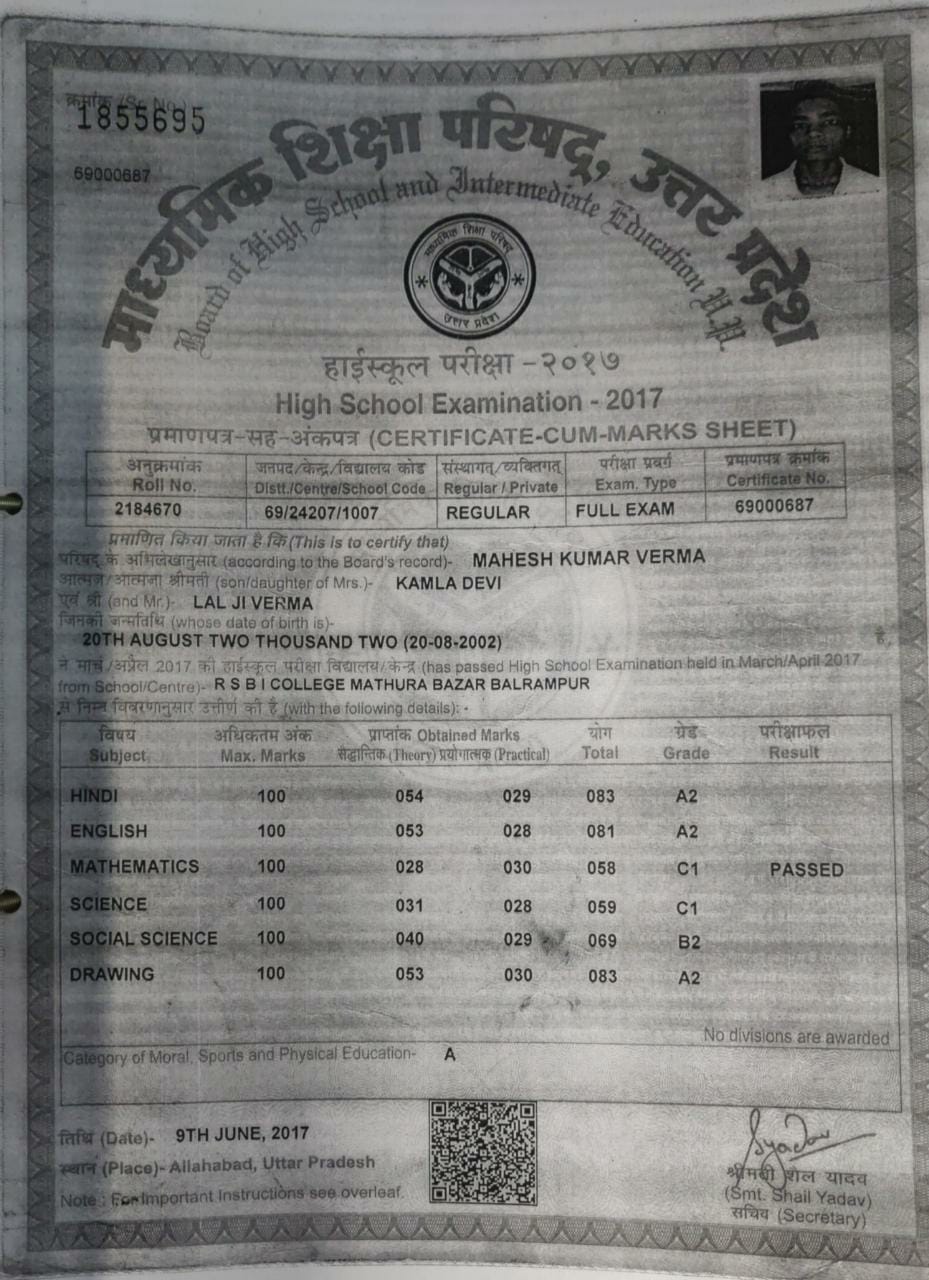 क्रमांक /Sr. No.)
1855695
69000687
माध्यमिक शिक्षा परिषद्, उत्तर प्रदेश
Board of High School and Intermediate Education U.P.
माध्यमिक शिक्षा परिषद्
उत्तर प्रदेश
हाईस्कूल परीक्षा - २०१७
High School Examination - 2017
प्रमाणपत्र-सह-अंकपत्र (CERTIFICATE-CUM-MARKS SHEET)
अनुक्रमांक जनपद/केन्द्र/विद्यालय कोड संस्थागत/व्यक्तिगत परीक्षा प्रवर्ग प्रमाणपत्र क्रमांक
Roll No. Distt./Centre/School Code Regular / Private Exam. Type Certificate No.
2184670 69/24207/1007 REGULAR FULL EXAM 69000687
प्रमाणित किया जाता है कि (This is to certify that)
परिषद् के अभिलेखानुसार (according to the Board's record)- MAHESH KUMAR VERMA
आत्मज/आत्मजा श्रीमती (son/daughter of Mrs.)- KAMLA DEVI
एवं श्री (and Mr.)- LAL JI VERMA
जिनकी जन्मतिथि (whose date of birth is)-
20TH AUGUST TWO THOUSAND TWO (20-08-2002) है,
ने मार्च/अप्रैल 2017 की हाईस्कूल परीक्षा विद्यालय/केन्द्र (has passed High School Examination held in March/April 2017
from School/Centre)- R S B I COLLEGE MATHURA BAZAR BALRAMPUR
से निम्न विवरणानुसार उत्तीर्ण की है (with the following details): -
विषय अधिकतम अंक प्राप्तांक Obtained Marks योग ग्रेड परीक्षाफल
Subject Max. Marks सैद्धान्तिक (Theory) प्रयोगात्मक (Practical) Total Grade Result
HINDI 100 054 029 083 A2
ENGLISH 100 053 028 081 A2
MATHEMATICS 100 028 030 058 C1 PASSED
SCIENCE 100 031 028 059 C1
SOCIAL SCIENCE 100 040 029 069 B2
DRAWING 100 053 030 083 A2
No divisions are awarded
Category of Moral, Sports and Physical Education- A
तिथि (Date)- 9TH JUNE, 2017
स्थान (Place)- Allahabad, Uttar Pradesh
Note : For Important Instructions see overleaf.
Syadav
श्रीमती शैल यादव
(Smt. Shail Yadav)
सचिव (Secretary)